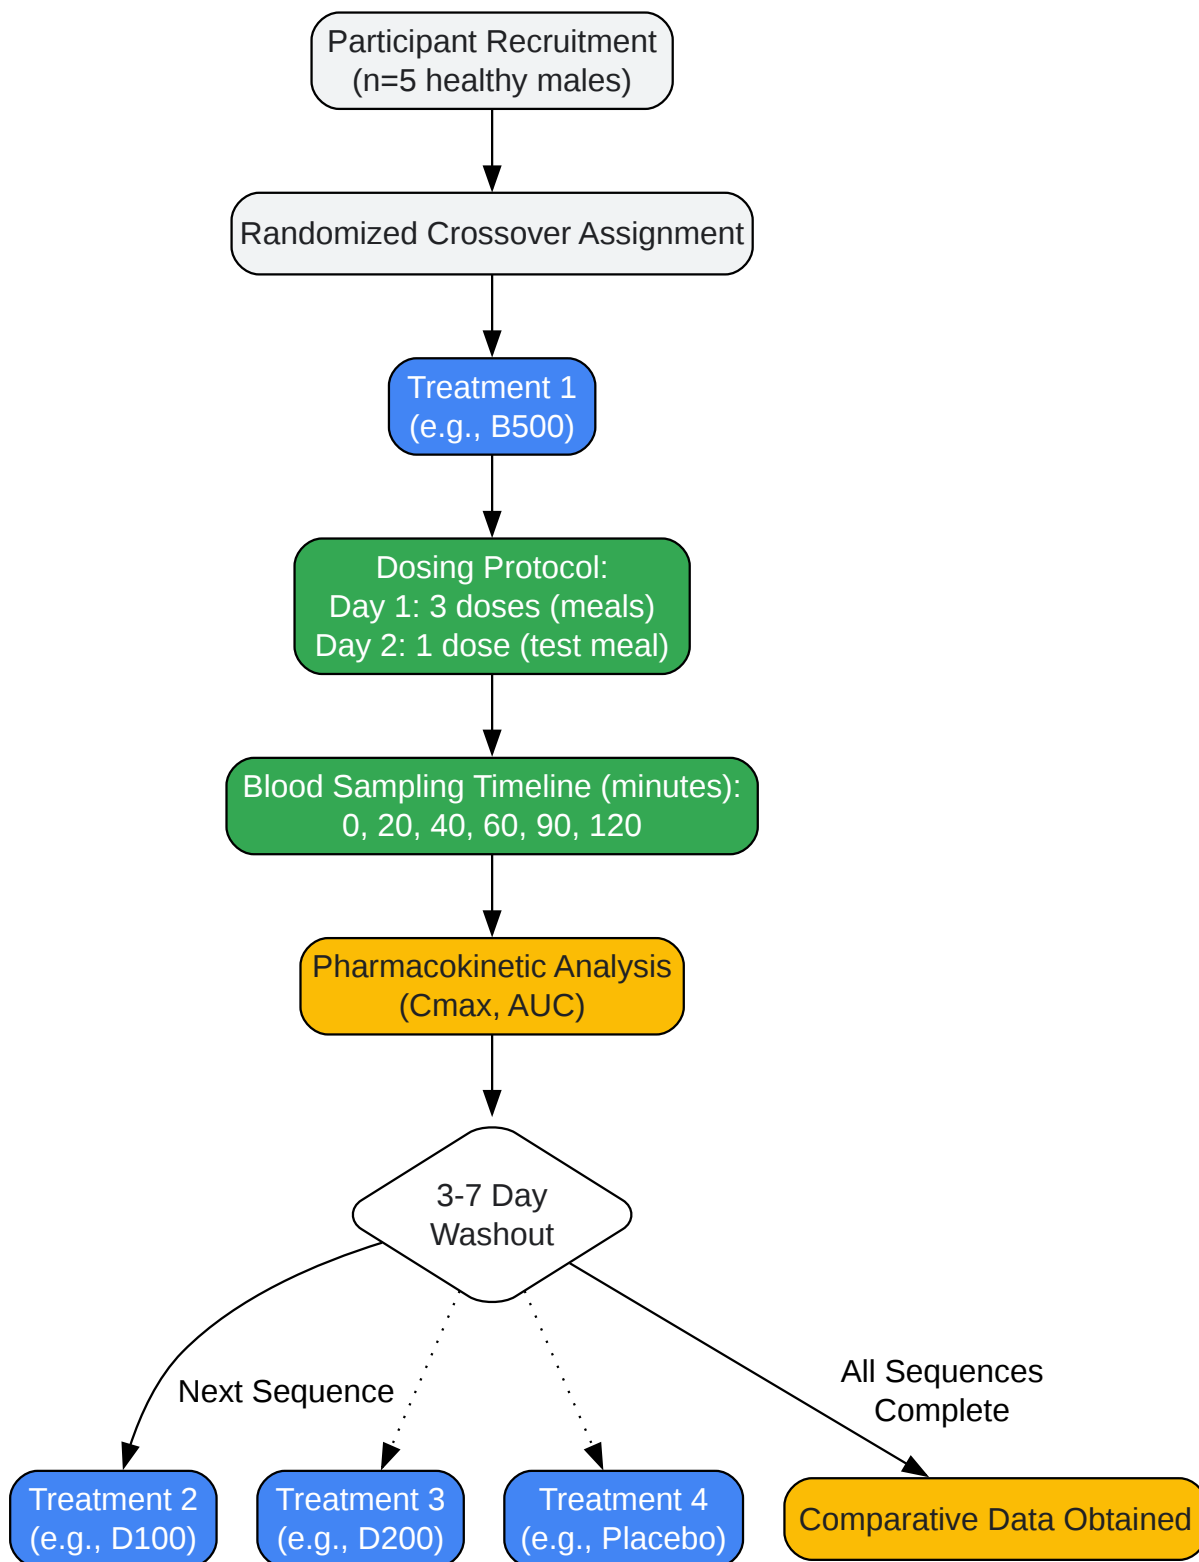 Participant Recruitment
(n=5 healthy males)
Randomized Crossover Assignment
Treatment 1
(e.g., B500)
Dosing Protocol:
Day 1: 3 doses (meals)
Day 2: 1 dose (test meal)
Blood Sampling Timeline (minutes):
0, 20, 40, 60, 90, 120
Pharmacokinetic Analysis
(Cmax, AUC)
3-7 Day
Washout
Next Sequence
All Sequences
Complete
Treatment 2
(e.g., D100)
Treatment 3
(e.g., D200)
Treatment 4
(e.g., Placebo)
Comparative Data Obtained